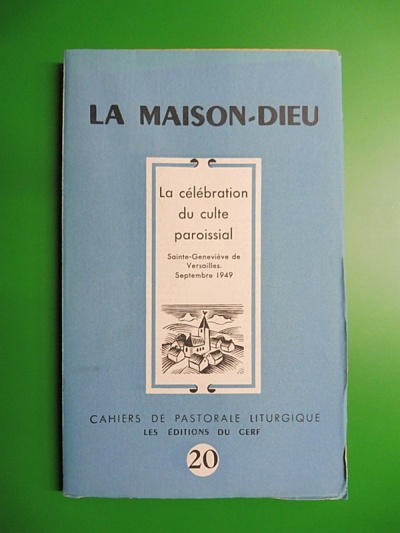 LA MAISON-DIEU
La célébration
du culte
paroissial
Sainte-Geneviève de
Versailles.
Septembre 1949
CAHIERS DE PASTORALE LITURGIQUE
LES ÉDITIONS DU CERF
20